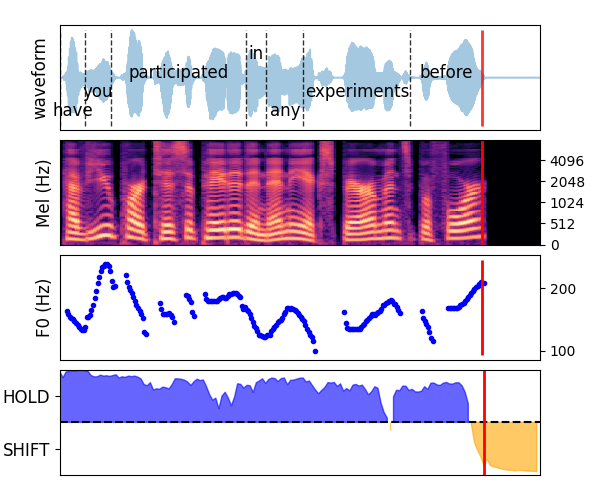 waveform
have
you
participated
in
any
experiments
before
Mel (Hz)
4096
2048
1024
512
0
F0 (Hz)
200
100
HOLD
SHIFT